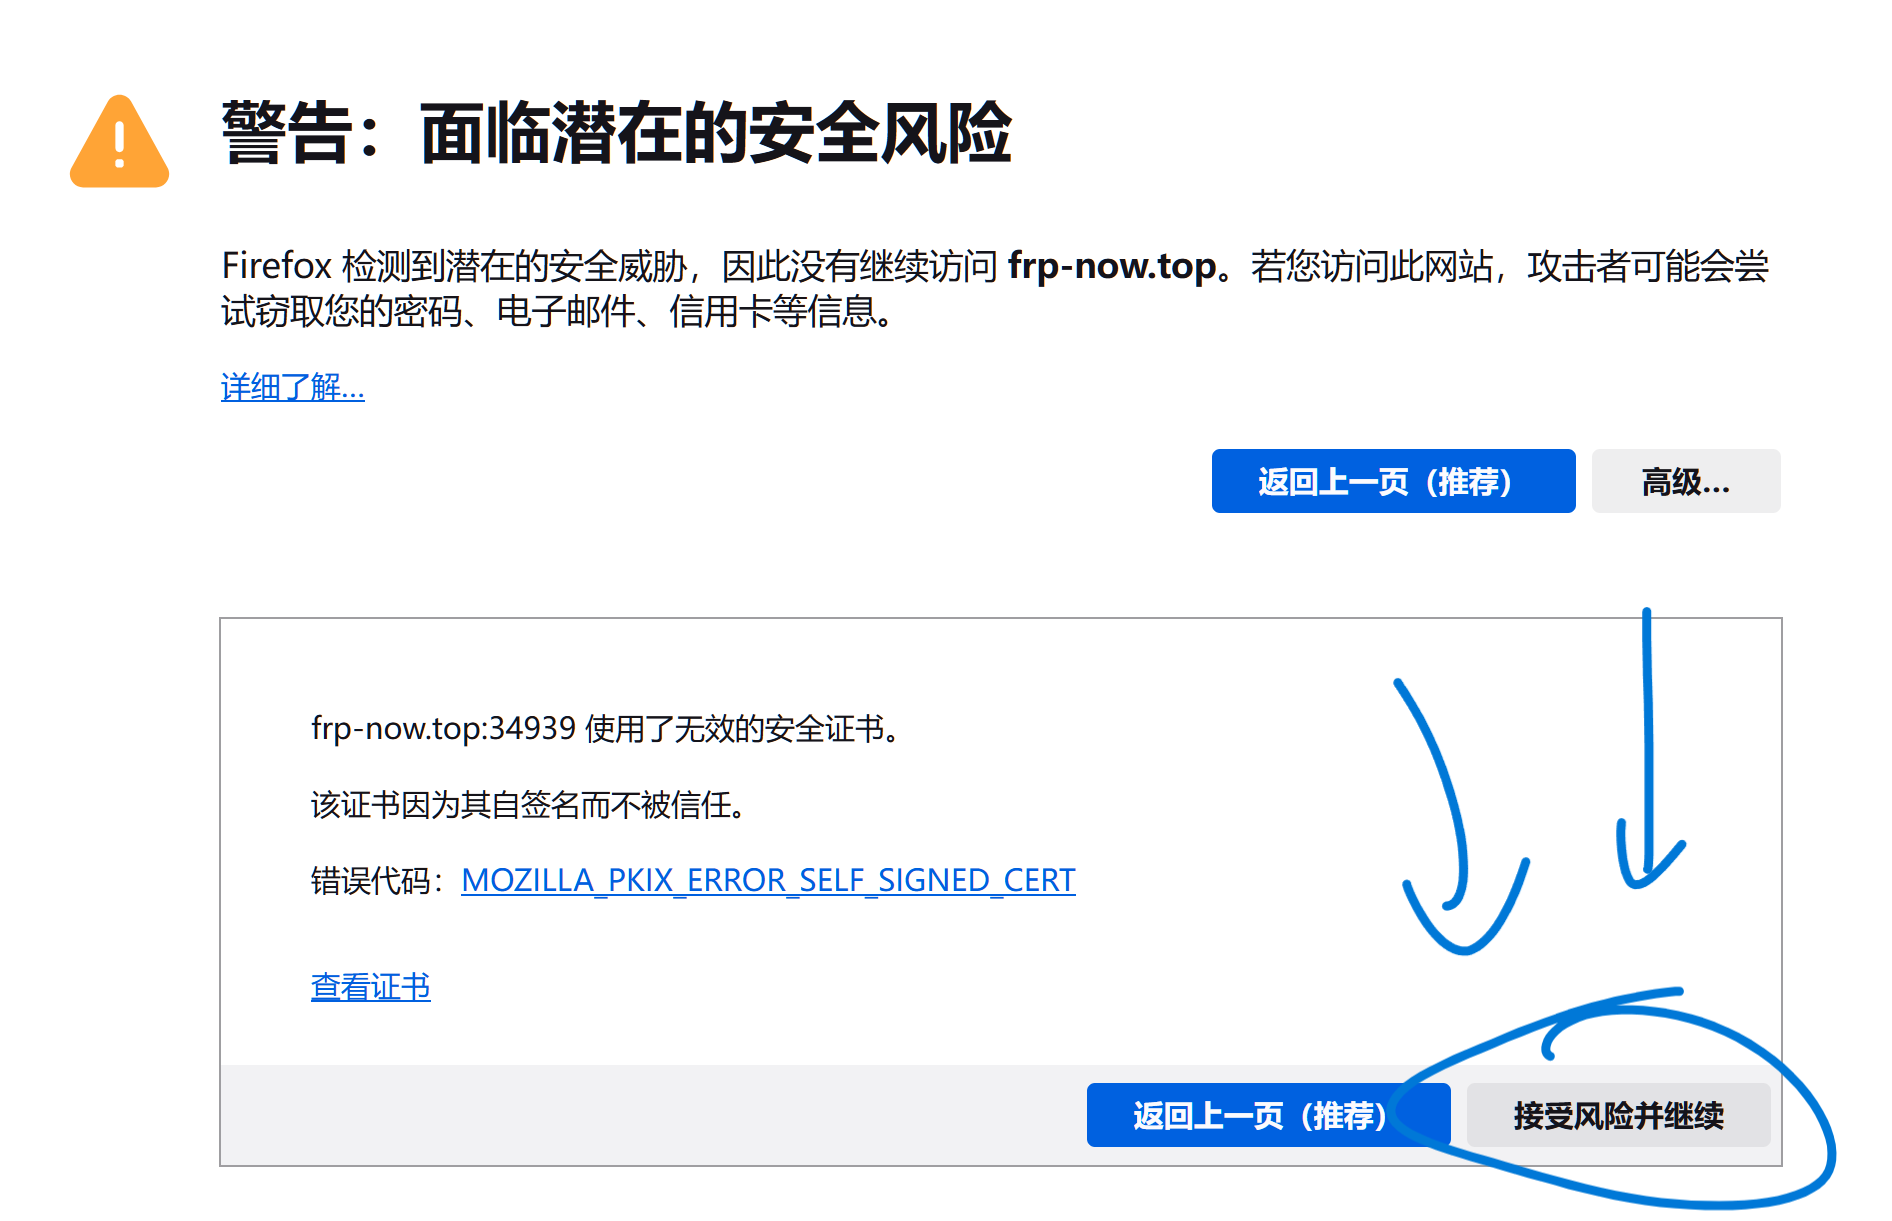 警告：面临潜在的安全风险
Firefox 检测到潜在的安全威胁，因此没有继续访问 frp-now.top。若您访问此网站，攻击者可能会尝
试窃取您的密码、电子邮件、信用卡等信息。
详细了解...
返回上一页（推荐） 高级...
frp-now.top:34939 使用了无效的安全证书。
该证书因为其自签名而不被信任。
错误代码：MOZILLA_PKIX_ERROR_SELF_SIGNED_CERT
查看证书
返回上一页（推荐） 接受风险并继续